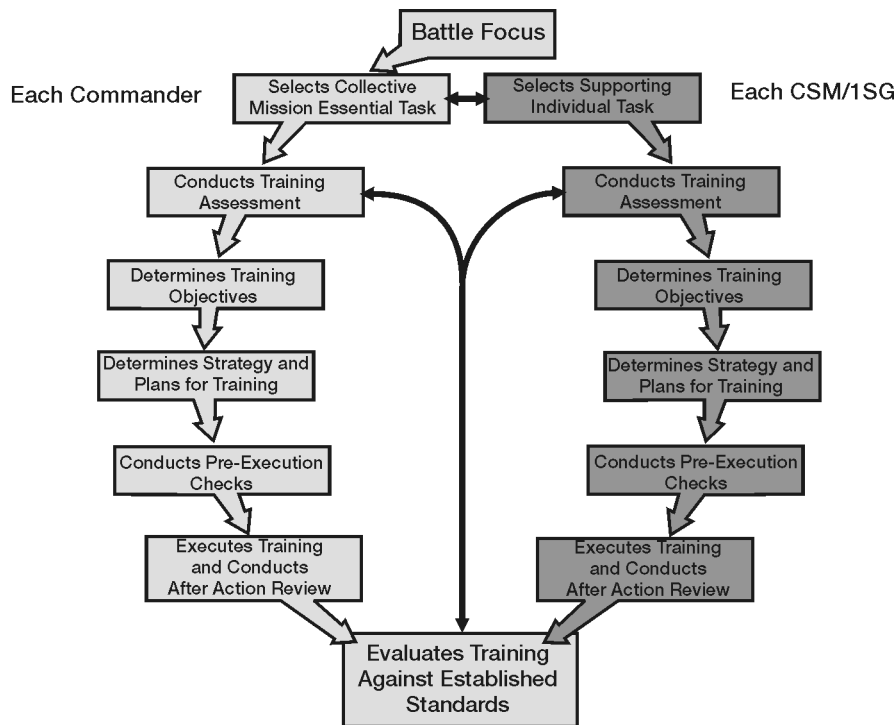 Battle Focus
Each Commander
Selects Collective
Mission Essential Task
Selects Supporting
Individual Task
Each CSM/1SG
Conducts Training
Assessment
Conducts Training
Assessment
Determines Training
Objectives
Determines Training
Objectives
Determines Strategy and
Plans for Training
Determines Strategy and
Plans for Training
Conducts Pre-Execution
Checks
Conducts Pre-Execution
Checks
Executes Training
and Conducts
After Action Review
Executes Training
and Conducts
After Action Review
Evaluates Training
Against Established
Standards